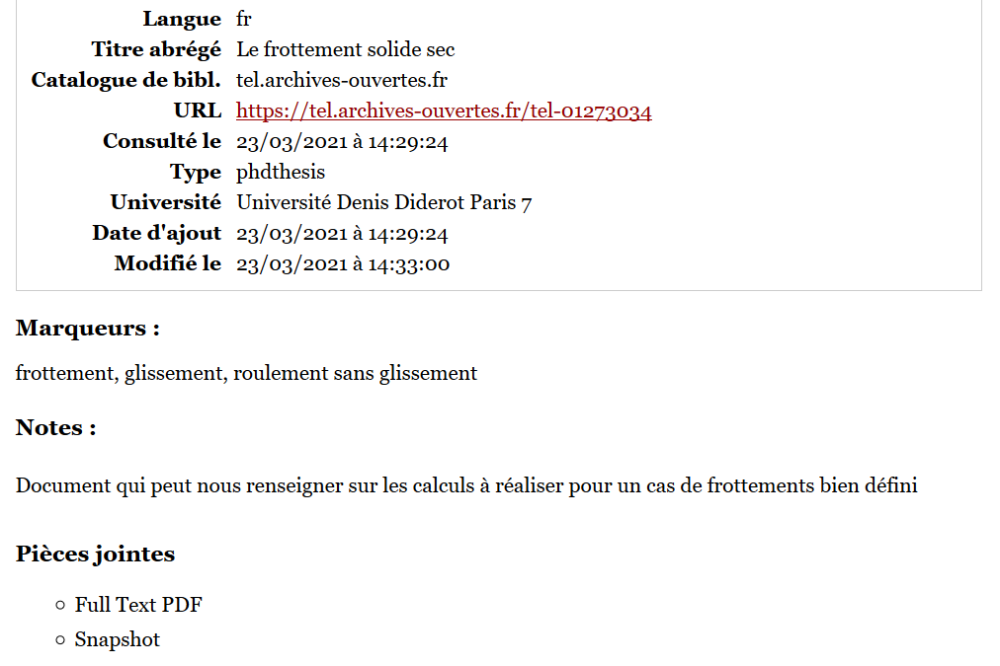 Langue fr
Titre abrégé Le frottement solide sec
Catalogue de bibl. tel.archives-ouvertes.fr
URL https://tel.archives-ouvertes.fr/tel-01273034
Consulté le 23/03/2021 à 14:29:24
Type phdthesis
Université Université Denis Diderot Paris 7
Date d'ajout 23/03/2021 à 14:29:24
Modifié le 23/03/2021 à 14:33:00
Marqueurs :
frottement, glissement, roulement sans glissement
Notes :
Document qui peut nous renseigner sur les calculs à réaliser pour un cas de frottements bien défini
Pièces jointes
Full Text PDF
Snapshot